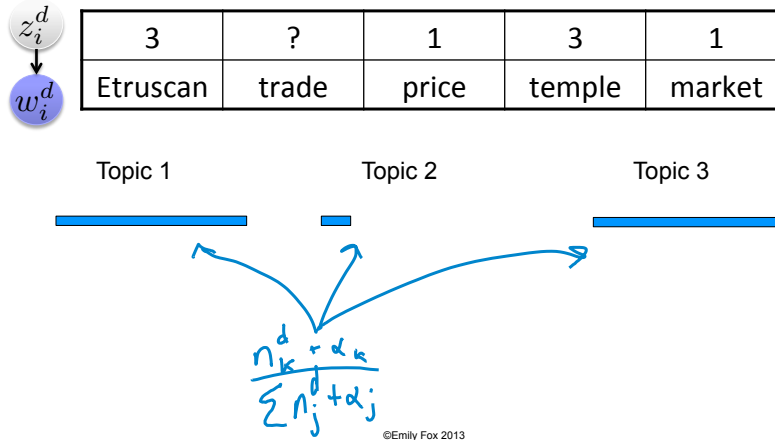 z_i^d 3 ? 1 3 1
w_i^d Etruscan trade price temple market
Topic 1 Topic 2 Topic 3
n_k^d + α_k
Σ n_j^d + α_j
©Emily Fox 2013